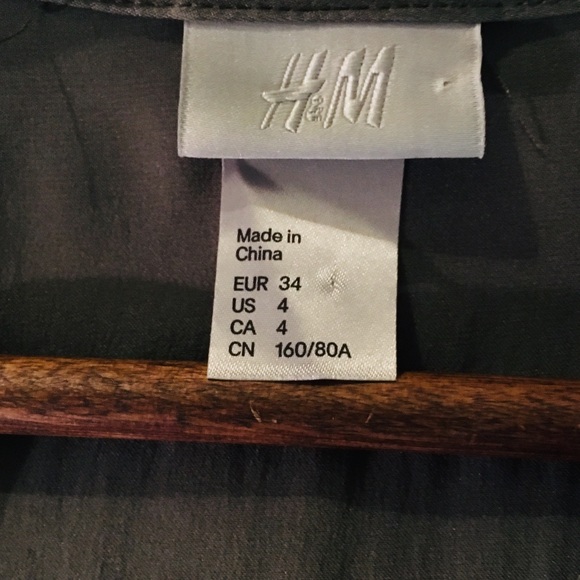 H&M
Made in
China
EUR 34
US 4
CA 4
CN 160/80A